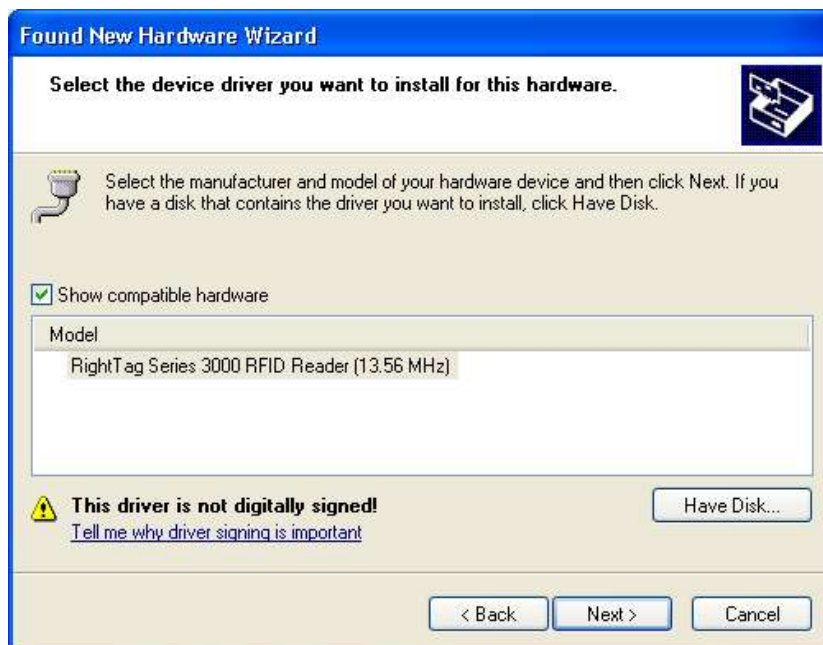 Found New Hardware Wizard
Select the device driver you want to install for this hardware.
Select the manufacturer and model of your hardware device and then click Next. If you
have a disk that contains the driver you want to install, click Have Disk.
Show compatible hardware
Model
RightTag Series 3000 RFID Reader (13.56 MHz)
This driver is not digitally signed!
Have Disk...
Tell me why driver signing is important
< Back
Next >
Cancel